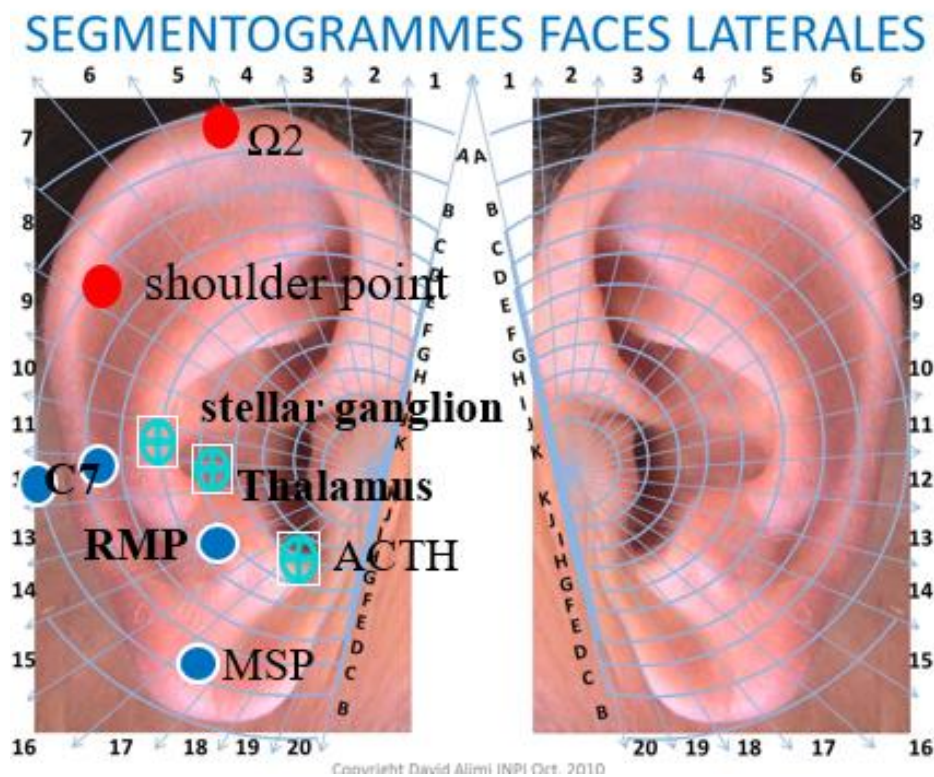 SEGMENTOGRAMMES FACES LATERALES
6 5 4 3 2 1 1 2 3 4 5 6
7 7
Ω2
A A
B B
8 8
C C
D
shoulder point
E E
9 9
F F
G G
10 H H 10
I
11 J 11
stellar ganglion
K K
C7 12
Thalamus K
J J
13 I 13
RMP H
ACTH
14 G G 14
F F
E E
15 MSP D D 15
C C
B B
16 17 18 19 20 20 19 18 17 16
Copyright David Alimi INPI Oct. 2010